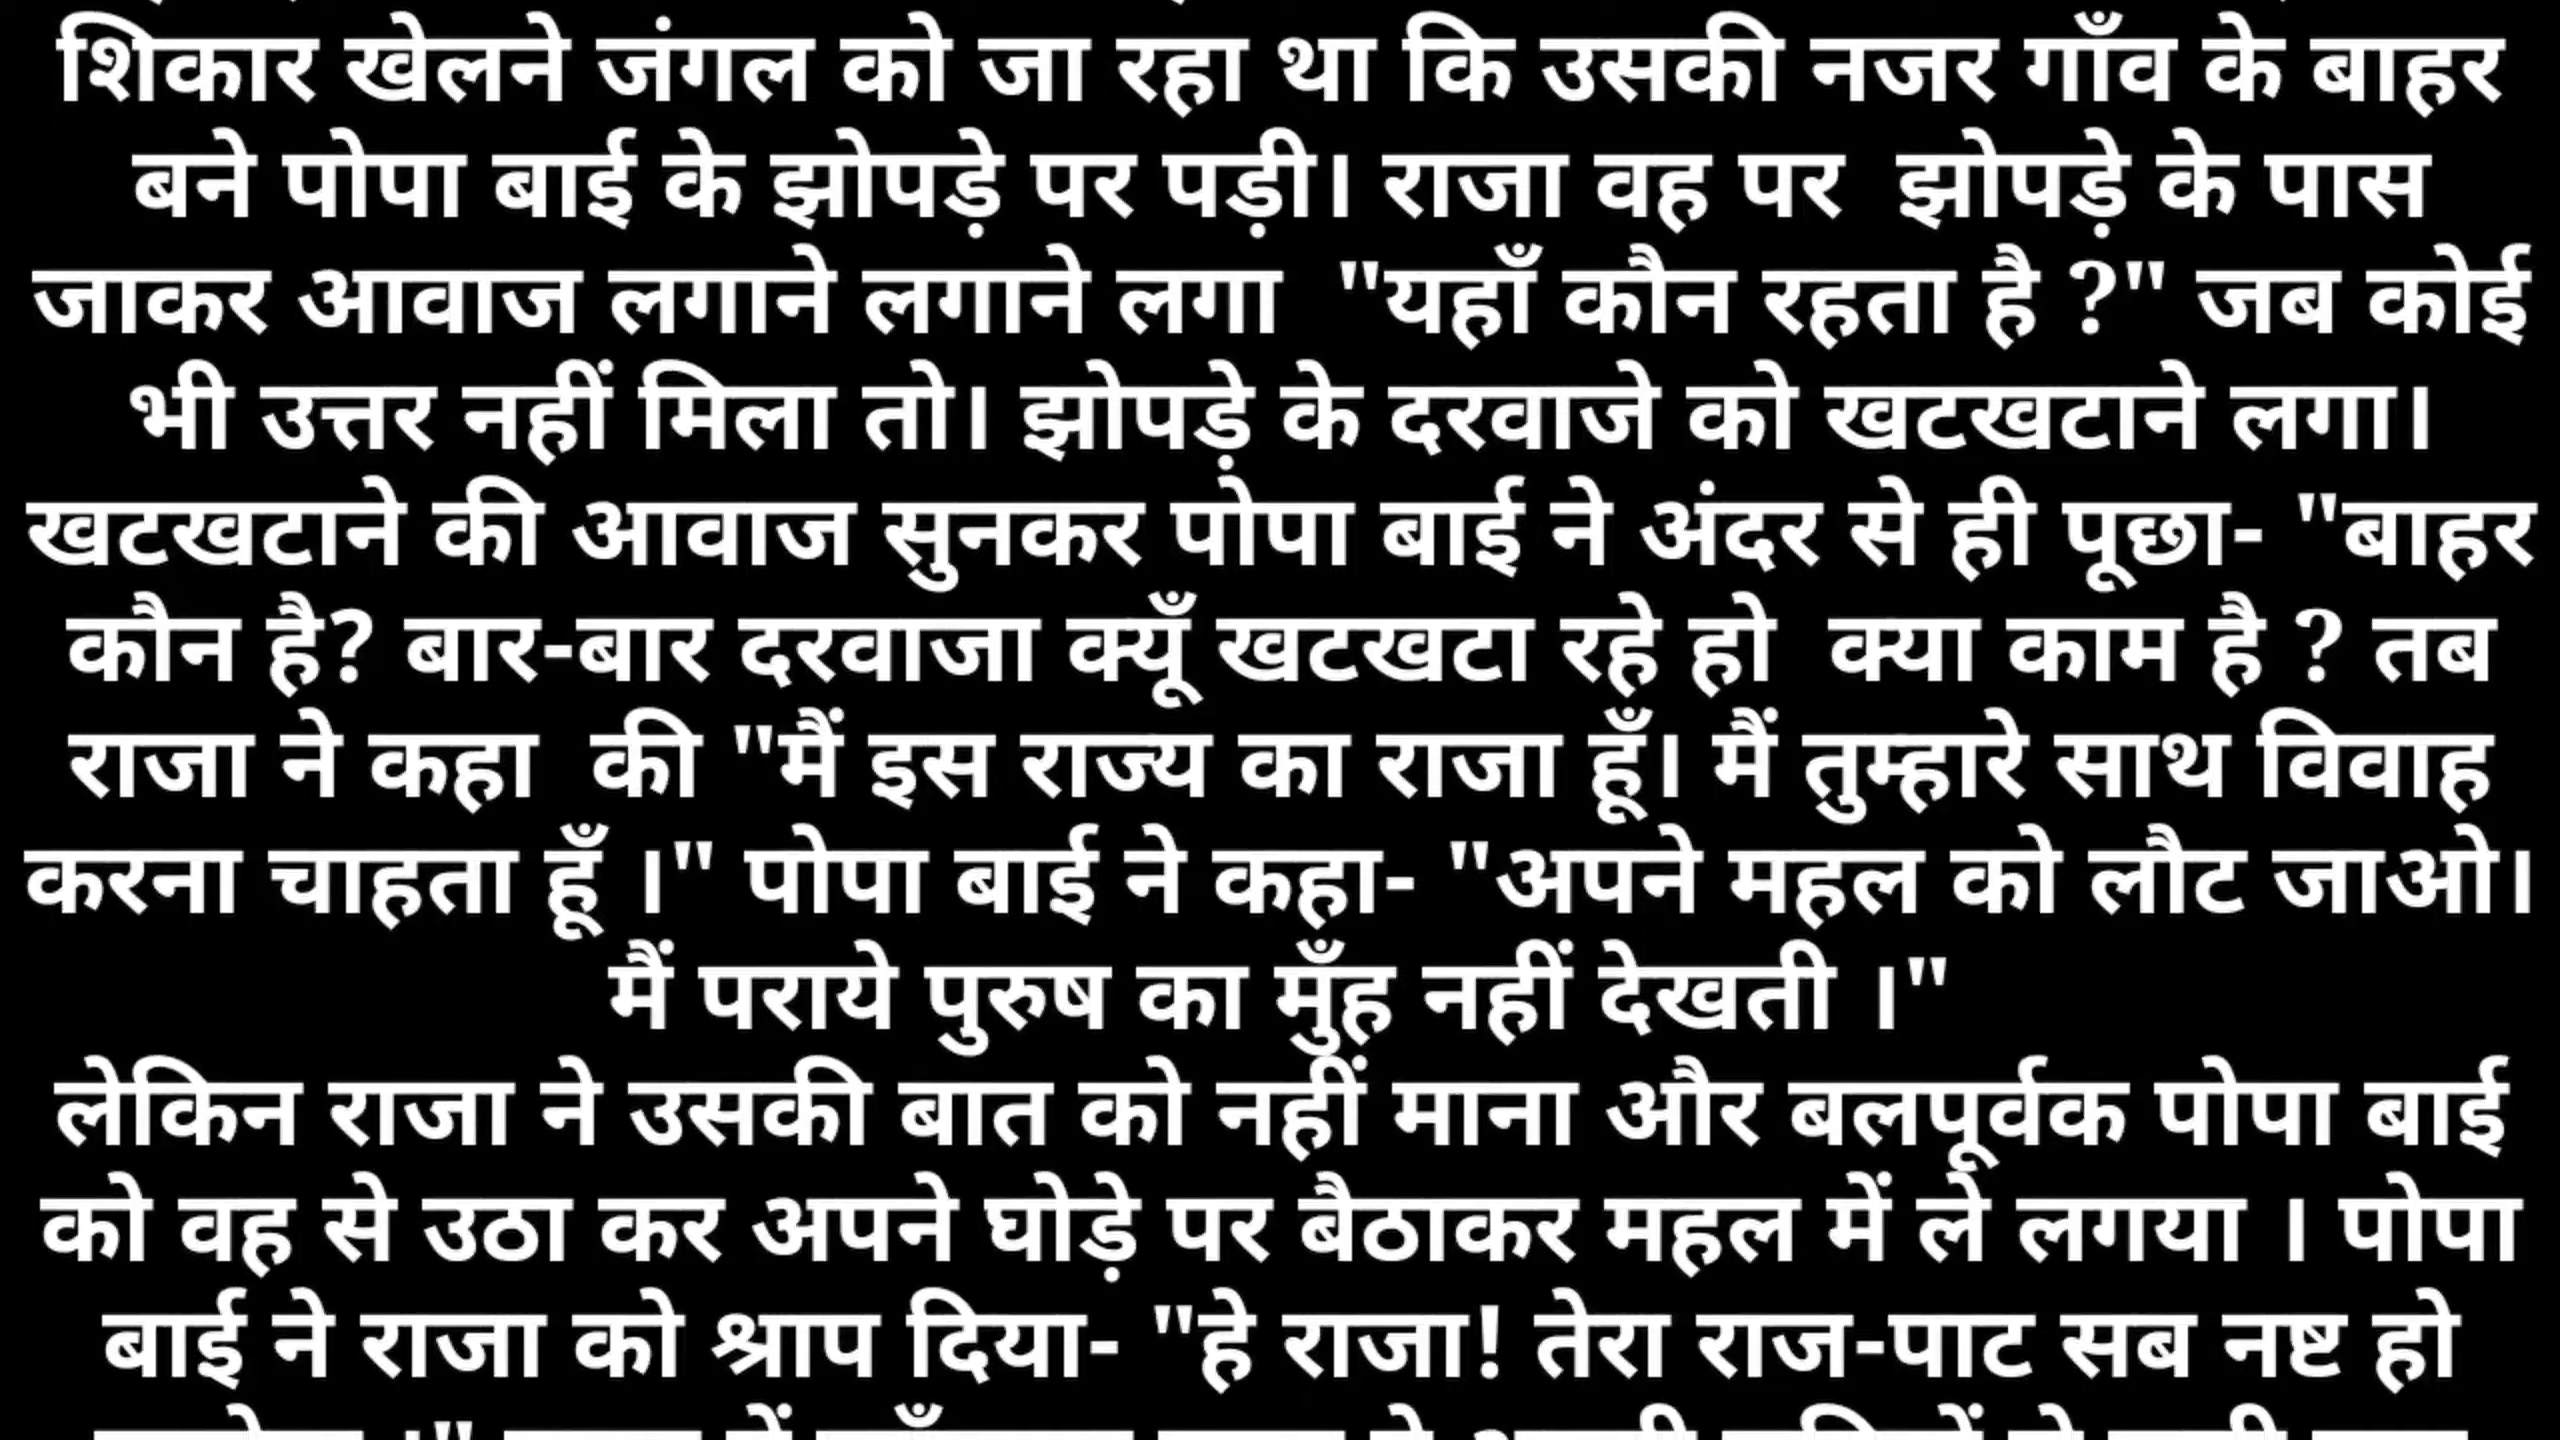 शिकार खेलने जंगल को जा रहा था कि उसकी नजर गाँव के बाहर
बने पोपा बाई के झोपड़े पर पड़ी। राजा वह पर  झोपड़े के पास
जाकर आवाज लगाने लगाने लगा  "यहाँ कौन रहता है ?" जब कोई
भी उत्तर नहीं मिला तो। झोपड़े के दरवाजे को खटखटाने लगा।
खटखटाने की आवाज सुनकर पोपा बाई ने अंदर से ही पूछा- "बाहर
कौन है? बार-बार दरवाजा क्यूँ खटखटा रहे हो  क्या काम है ? तब
राजा ने कहा  की "मैं इस राज्य का राजा हूँ। मैं तुम्हारे साथ विवाह
करना चाहता हूँ ।" पोपा बाई ने कहा- "अपने महल को लौट जाओ।
मैं पराये पुरुष का मुँह नहीं देखती ।"
लेकिन राजा ने उसकी बात को नहीं माना और बलपूर्वक पोपा बाई
को वह से उठा कर अपने घोड़े पर बैठाकर महल में ले लगया । पोपा
बाई ने राजा को श्राप दिया- "हे राजा! तेरा राज-पाट सब नष्ट हो